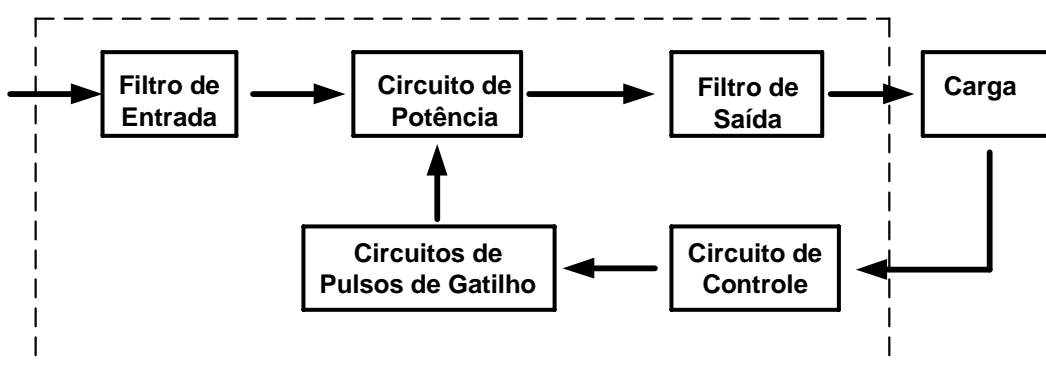 Filtro de
Entrada
Circuito de
Potência
Filtro de
Saída
Carga
Circuitos de
Pulsos de Gatilho
Circuito de
Controle